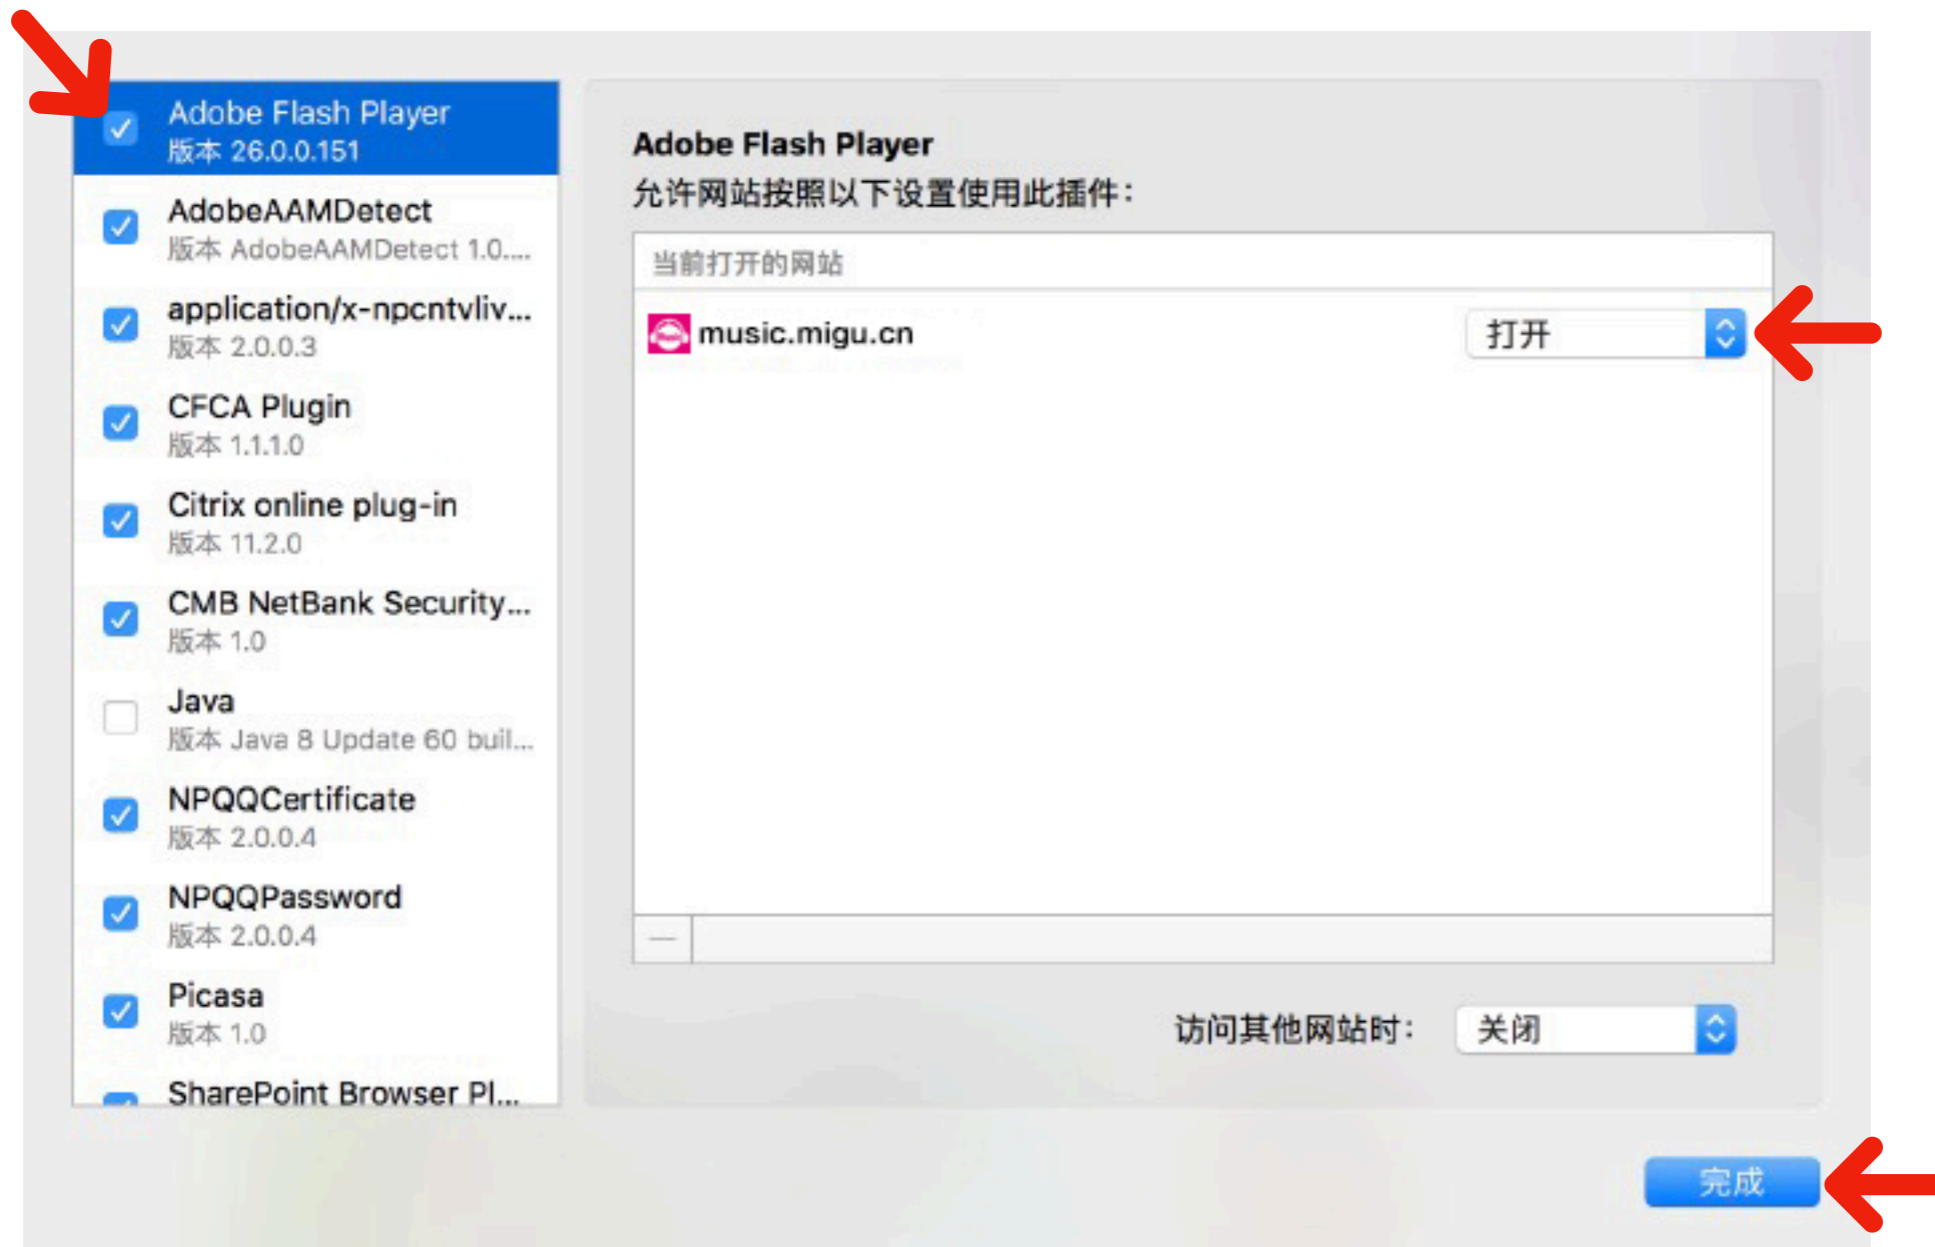 Adobe Flash Player
版本 26.0.0.151
AdobeAAMDetect
版本 AdobeAAMDetect 1.0....
application/x-npcntvliv...
版本 2.0.0.3
CFCA Plugin
版本 1.1.1.0
Citrix online plug-in
版本 11.2.0
CMB NetBank Security...
版本 1.0
Java
版本 Java 8 Update 60 buil...
NPQQCertificate
版本 2.0.0.4
NPQQPassword
版本 2.0.0.4
Picasa
版本 1.0
SharePoint Browser Pl...
Adobe Flash Player
允许网站按照以下设置使用此插件：
当前打开的网站
music.migu.cn
打开
访问其他网站时：
关闭
完成